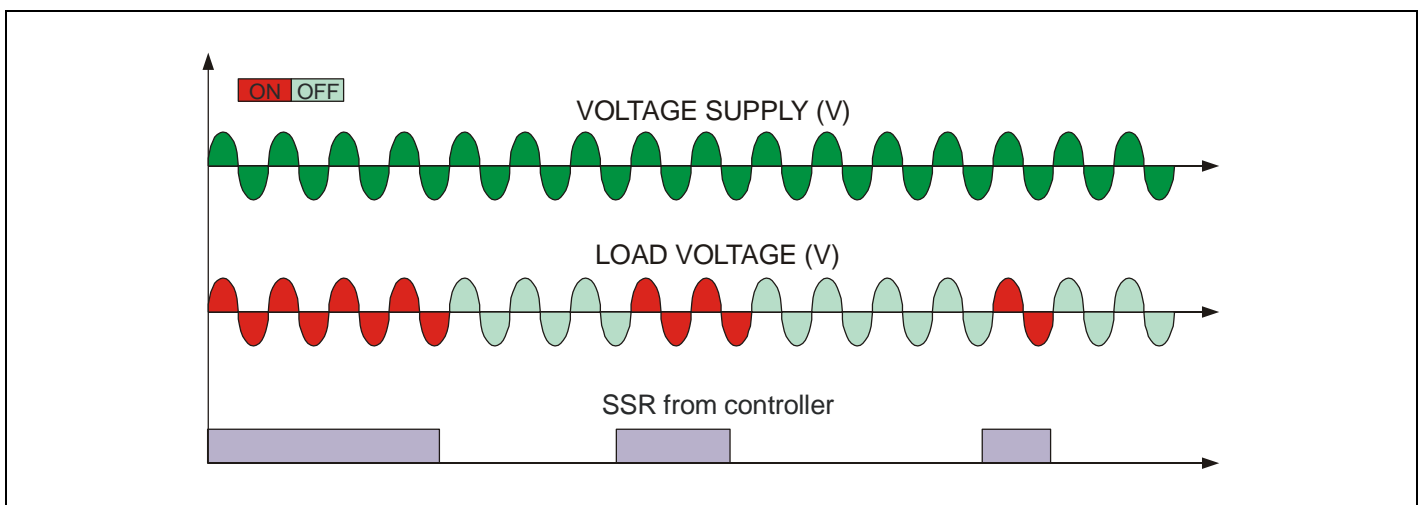 ON OFF
VOLTAGE SUPPLY (V)
LOAD VOLTAGE (V)
SSR from controller